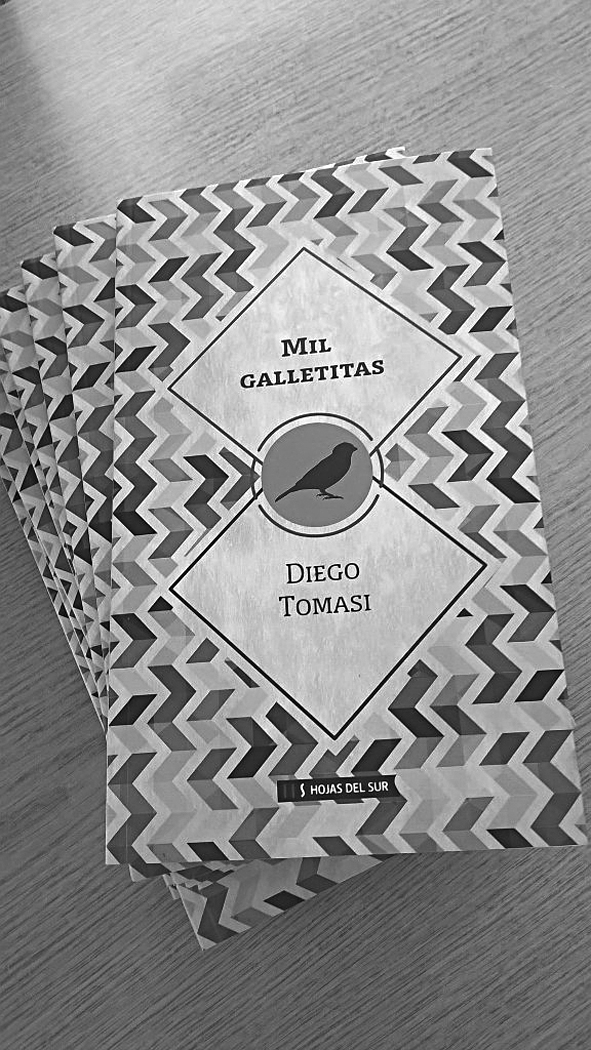 Mil
galletitas
Diego
Tomasi
HOJAS DEL SUR